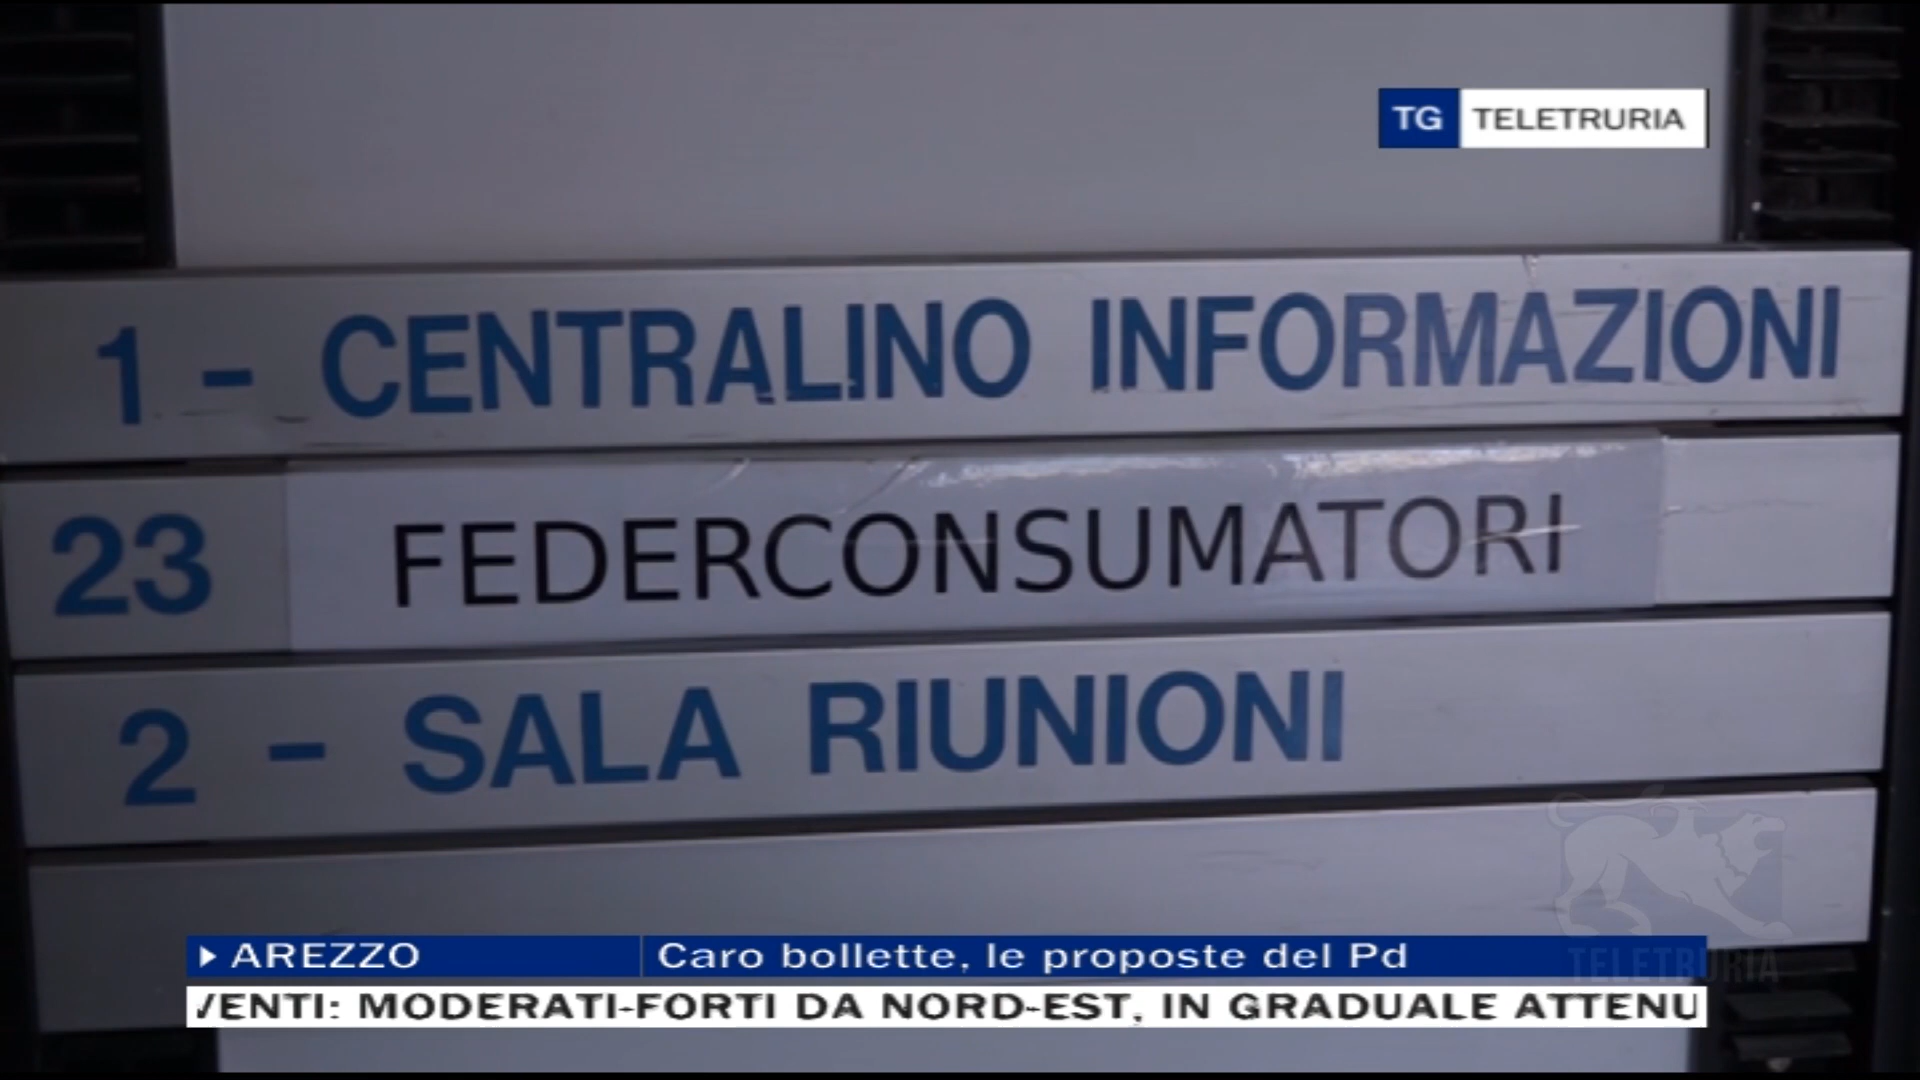 TG TELETRURIA
1 - CENTRALINO INFORMAZIONI
23 FEDERCONSUMATORI
2 - SALA RIUNIONI
AREZZO Caro bollette, le proposte del Pd
TELETRURIA
VENTI: MODERATI-FORTI DA NORD-EST, IN GRADUALE ATTENU